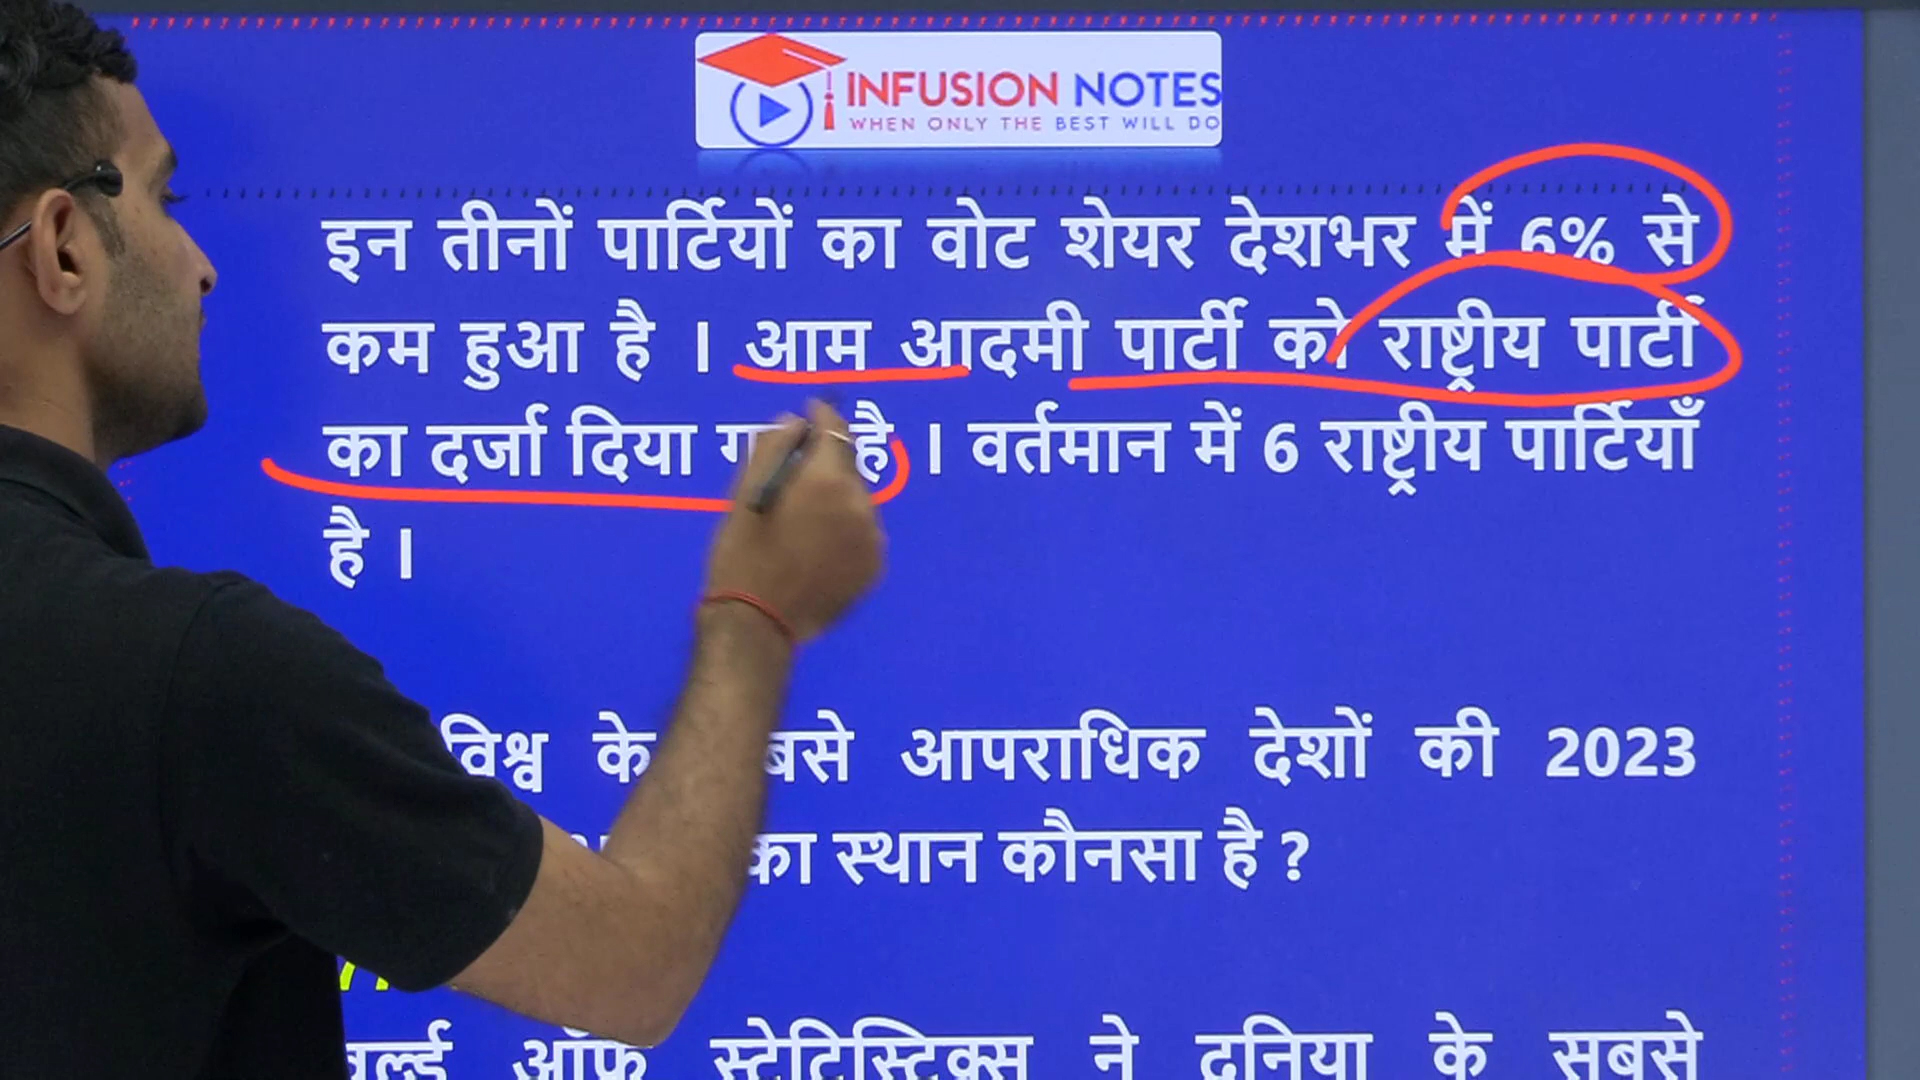 INFUSION NOTES
WHEN ONLY THE BEST WILL DO
इन तीनों पार्टियों का वोट शेयर देशभर में 6% से
कम हुआ है । आम आदमी पार्टी को राष्ट्रीय पार्टी
का दर्जा दिया है । वर्तमान में 6 राष्ट्रीय पार्टियाँ
है ।
विश्व के आपराधिक देशों की 2023
का स्थान कौनसा है ?
वर्ल्ड ऑफ स्टेटिस्टिक्स ने दुनिया के सबसे